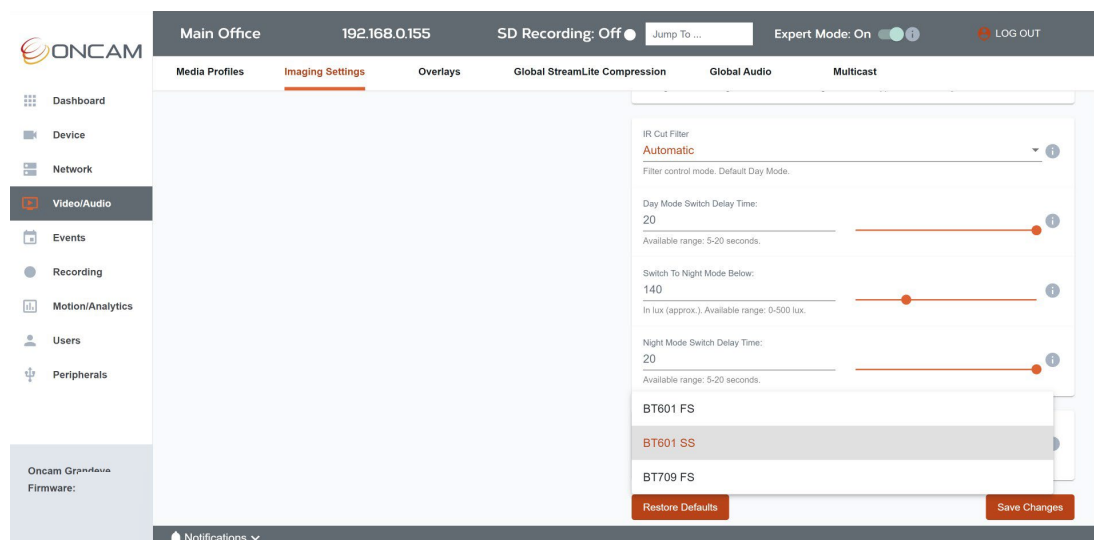 ONCAM
Main Office
192.168.0.155
SD Recording: Off
Jump To ...
Expert Mode: On
LOG OUT
Media Profiles
Imaging Settings
Overlays
Global StreamLite Compression
Global Audio
Multicast
Dashboard
Device
Network
Video/Audio
Events
Recording
Motion/Analytics
Users
Peripherals
Oncam Grandeye
Firmware:
IR Cut Filter
Automatic
Filter control mode. Default Day Mode.
Day Mode Switch Delay Time:
20
Available range: 5-20 seconds.
Switch To Night Mode Below:
140
In lux (approx.). Available range: 0-500 lux.
Night Mode Switch Delay Time:
20
Available range: 5-20 seconds.
BT601 FS
BT601 SS
BT709 FS
Restore Defaults
Save Changes
Notifications